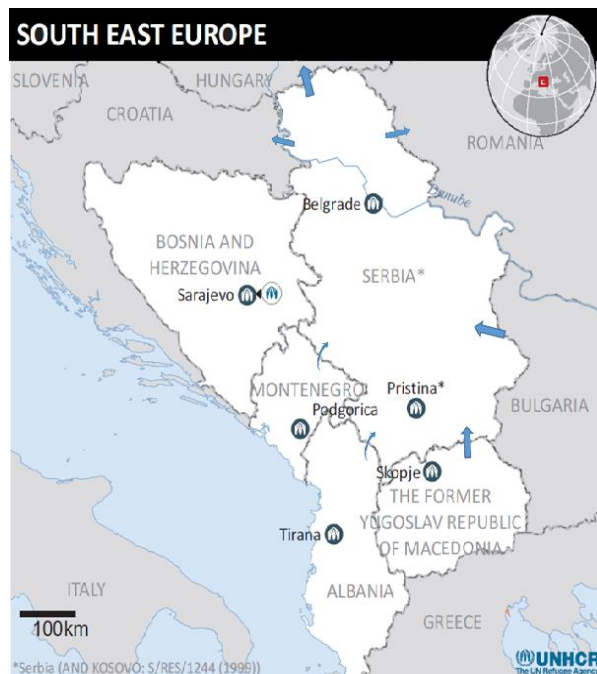 SOUTH EAST EUROPE
SLOVENIA
HUNGARY
CROATIA
ROMANIA
Danube
Belgrade
BOSNIA AND
HERZEGOVINA
SERBIA*
Sarajevo
MONTENEGRO
Pristina*
Podgorica
BULGARIA
Skopje
THE FORMER
YUGOSLAV REPUBLIC
OF MACEDONIA
Tirana
ITALY
ALBANIA
GREECE
100km
*Serbia (AND KOSOVO: S/RES/1244 (1999))
UNHCR
The UN Refugee Agency